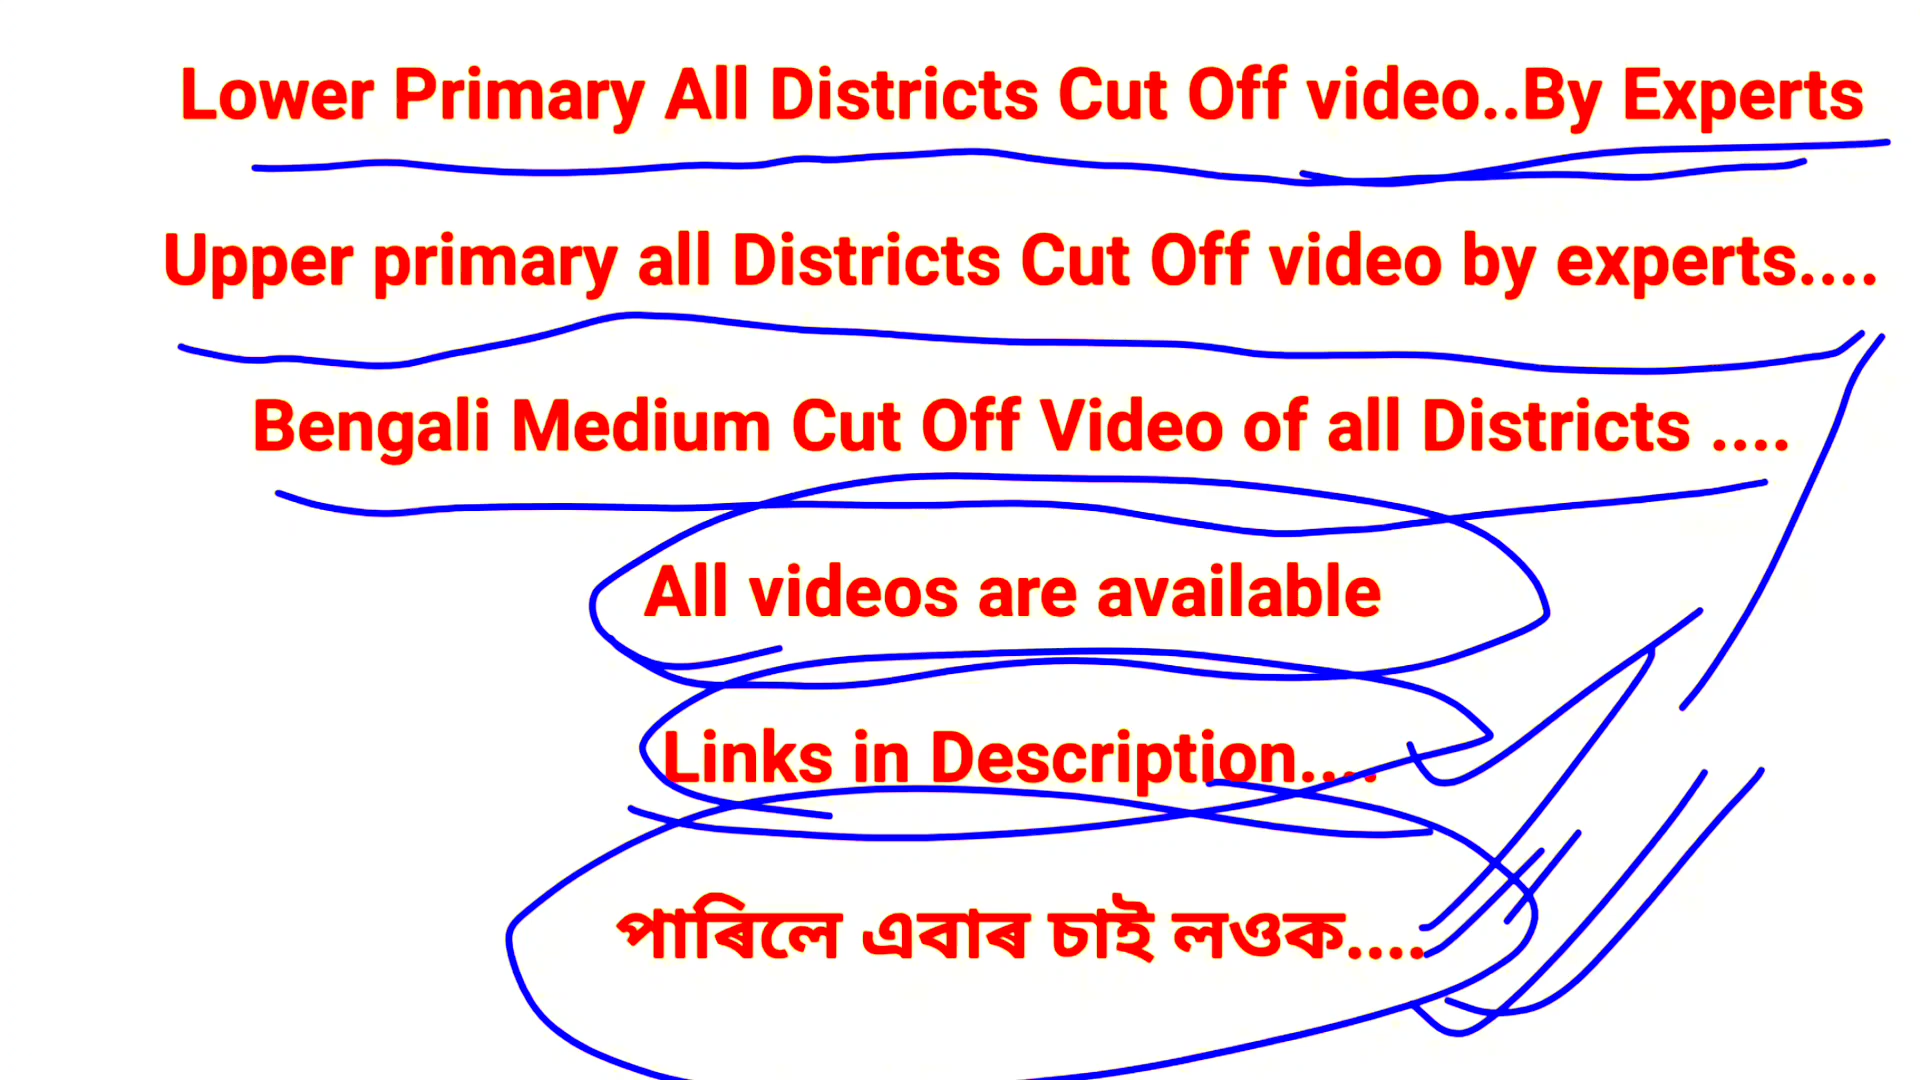 Lower Primary All Districts Cut Off video..By Experts
Upper primary all Districts Cut Off video by experts....
Bengali Medium Cut Off Video of all Districts ....
All videos are available
Links in Description....
পাৰিলে এবাৰ চাই লওক....